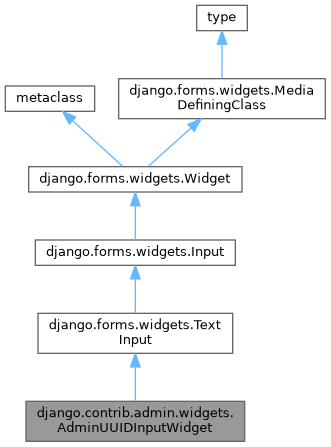 type
metaclass
django.forms.widgets.Media
DefiningClass
django.forms.widgets.Widget
django.forms.widgets.Input
django.forms.widgets.Text
Input
django.contrib.admin.widgets.
AdminUUIDInputWidget